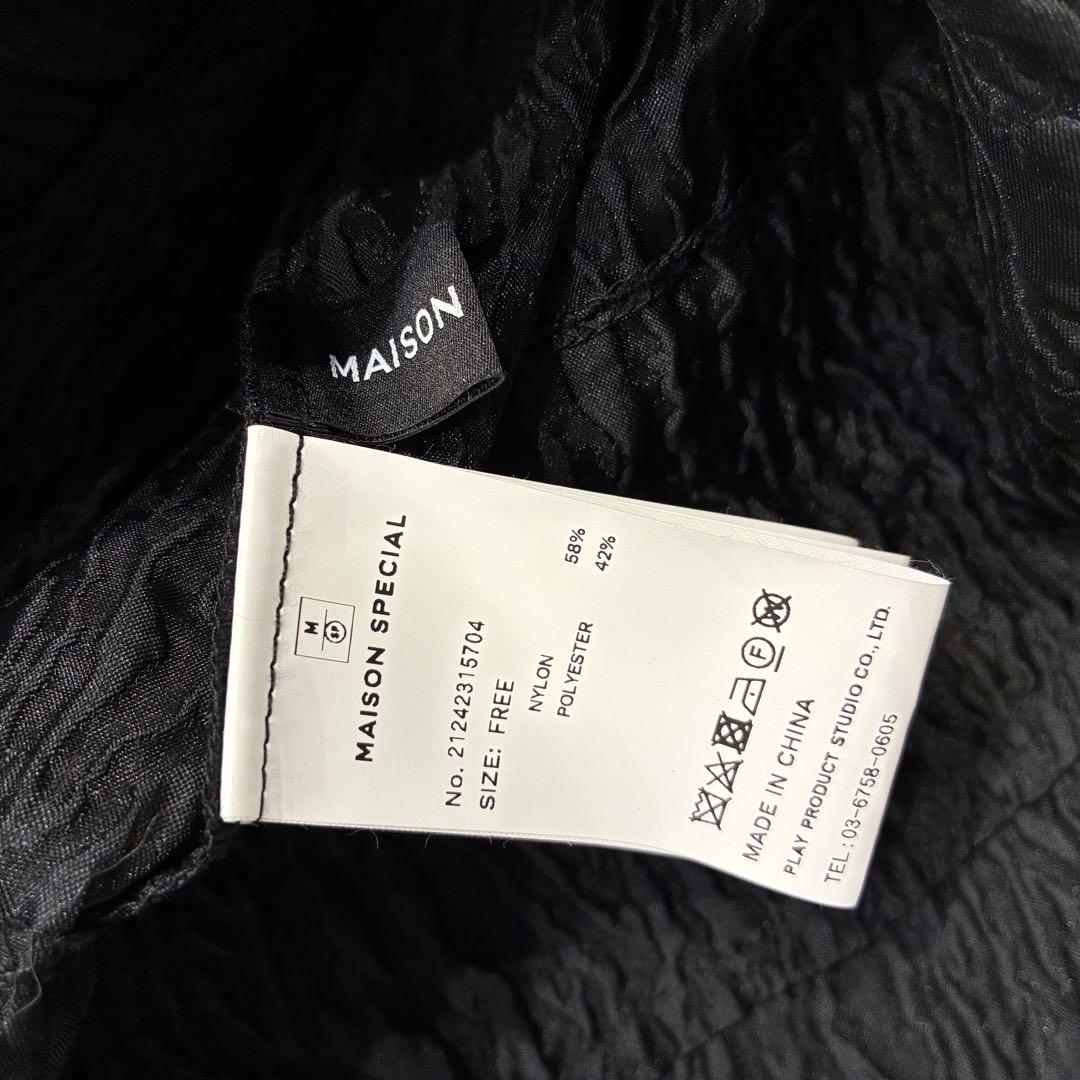 MAISON
M
SP
MAISON SPECIAL
No. 21242315704
SIZE: FREE
NYLON 58%
POLYESTER 42%
F
W
MADE IN CHINA
PLAY PRODUCT STUDIO CO., LTD.
TEL : 03-6758-0605